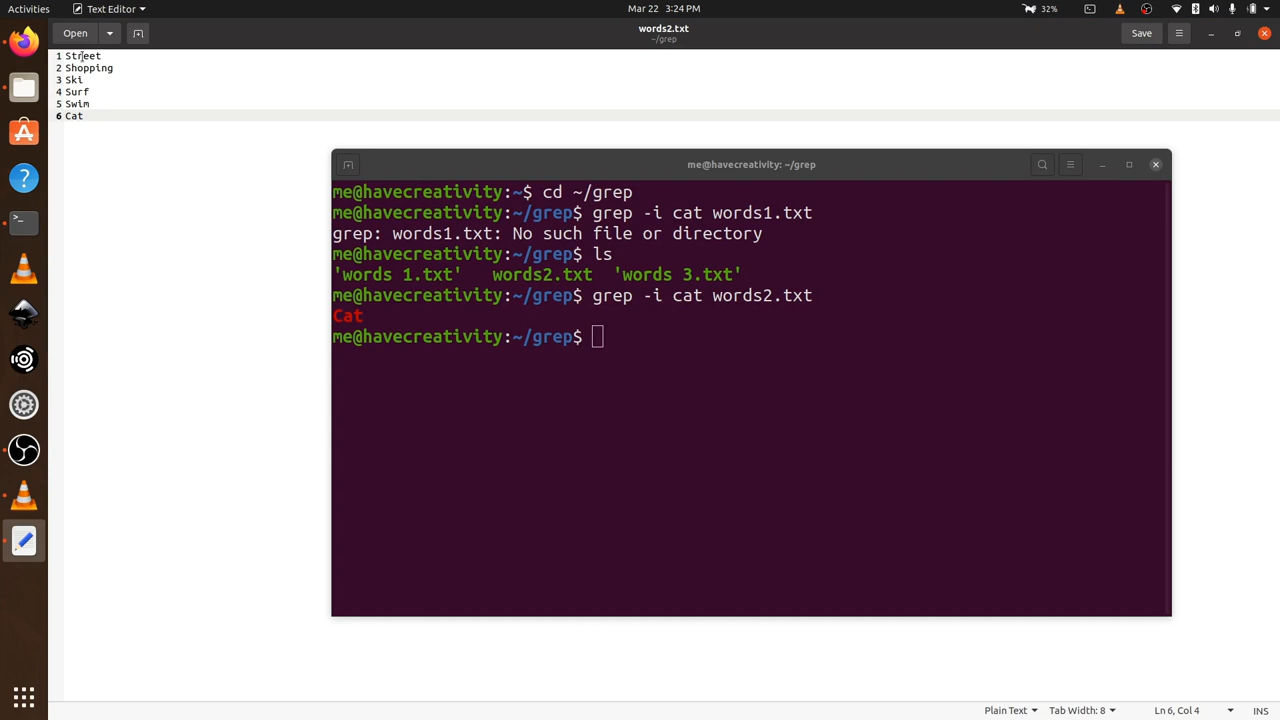 Activities Text Editor Mar 22 3:24 PM 32%
Open words2.txt Save
~/grep
1 Street
2 Shopping
3 Ski
4 Surf
5 Swim
6 Cat
me@havecreativity: ~/grep
me@havecreativity:~$ cd ~/grep
me@havecreativity:~/grep$ grep -i cat words1.txt
grep: words1.txt: No such file or directory
me@havecreativity:~/grep$ ls
'words 1.txt' words2.txt 'words 3.txt'
me@havecreativity:~/grep$ grep -i cat words2.txt
Cat
me@havecreativity:~/grep$
Plain Text Tab Width: 8 Ln 6, Col 4 INS